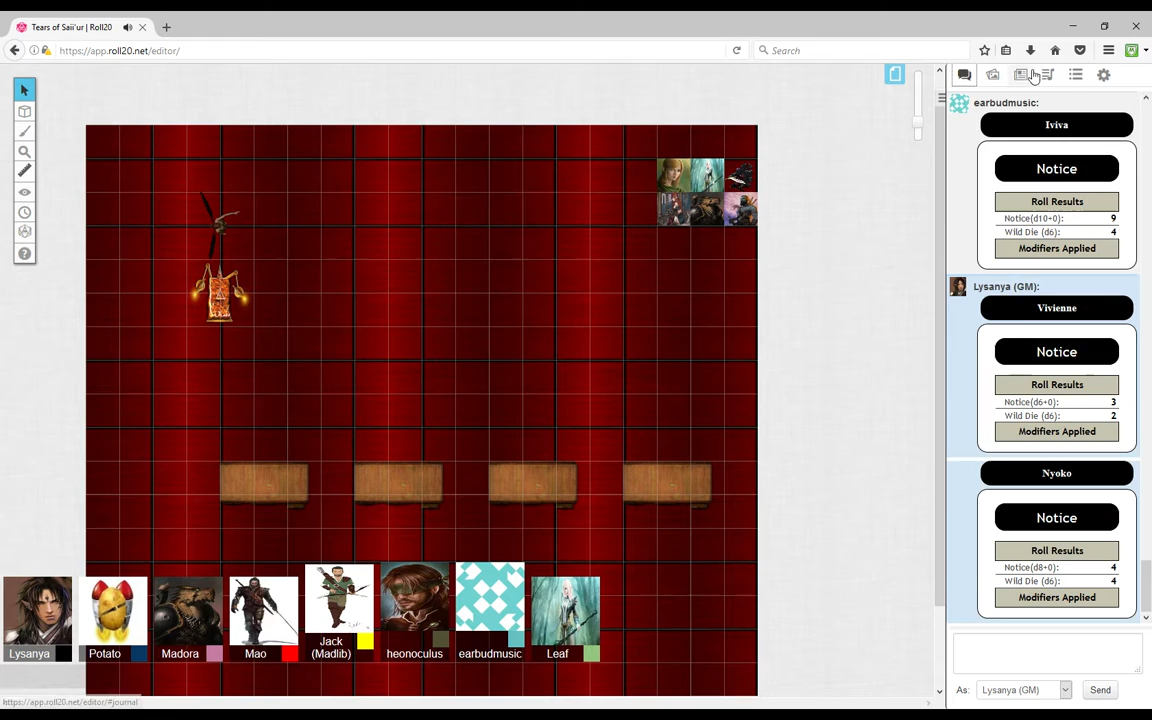 Tears of Saii'ur | Roll20
https://app.roll20.net/editor/
Search
earbudmusic:
Iviva
Notice
Roll Results
Notice(d10+0): 9
Wild Die (d6): 4
Modifiers Applied
Lysanya (GM):
Vivienne
Notice
Roll Results
Notice(d6+0): 3
Wild Die (d6): 2
Modifiers Applied
Nyoko
Notice
Roll Results
Notice(d8+0): 4
Wild Die (d6): 4
Modifiers Applied
Lysanya
Potato
Madora
Mao
Jack
(Madlib)
heonoculus
earbudmusic
Leaf
As: Lysanya (GM) Send
https://app.roll20.net/editor/#journal